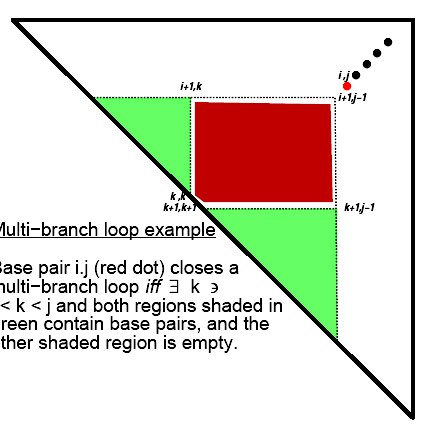 i,j
i+1,k
i+1,j−1
k,k
k+1,k+1
k+1,j−1
Multi-branch loop example
Base pair i.j (red dot) closes a
multi-branch loop iff ∃ k ∍
< k < j and both regions shaded in
green contain base pairs, and the
other shaded region is empty.